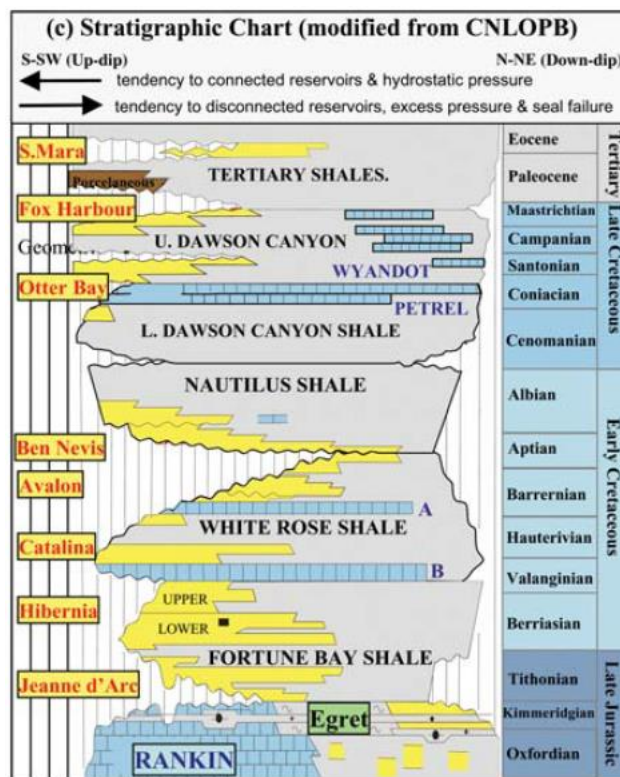 (c) Stratigraphic Chart (modified from CNLOPB)
S-SW (Up-dip) N-NE (Down-dip)
tendency to connected reservoirs & hydrostatic pressure
tendency to disconnected reservoirs, excess pressure & seal failure
S.Mara
Porcelaneous
TERTIARY SHALES.
Eocene
Paleocene
Tertiary
Fox Harbour
U. DAWSON CANYON
WYANDOT
Otter Bay
PETREL
L. DAWSON CANYON SHALE
Maastrichtian
Campanian
Santonian
Coniacian
Cenomanian
Late Cretaceous
NAUTILUS SHALE
Ben Nevis
Avalon
A
WHITE ROSE SHALE
Catalina
B
Hibernia
UPPER
LOWER
Albian
Aptian
Barrernian
Hauterivian
Valanginian
Berriasian
Early Cretaceous
FORTUNE BAY SHALE
Jeanne d'Arc
Egret
RANKIN
Tithonian
Kimmeridgian
Oxfordian
Late Jurassic